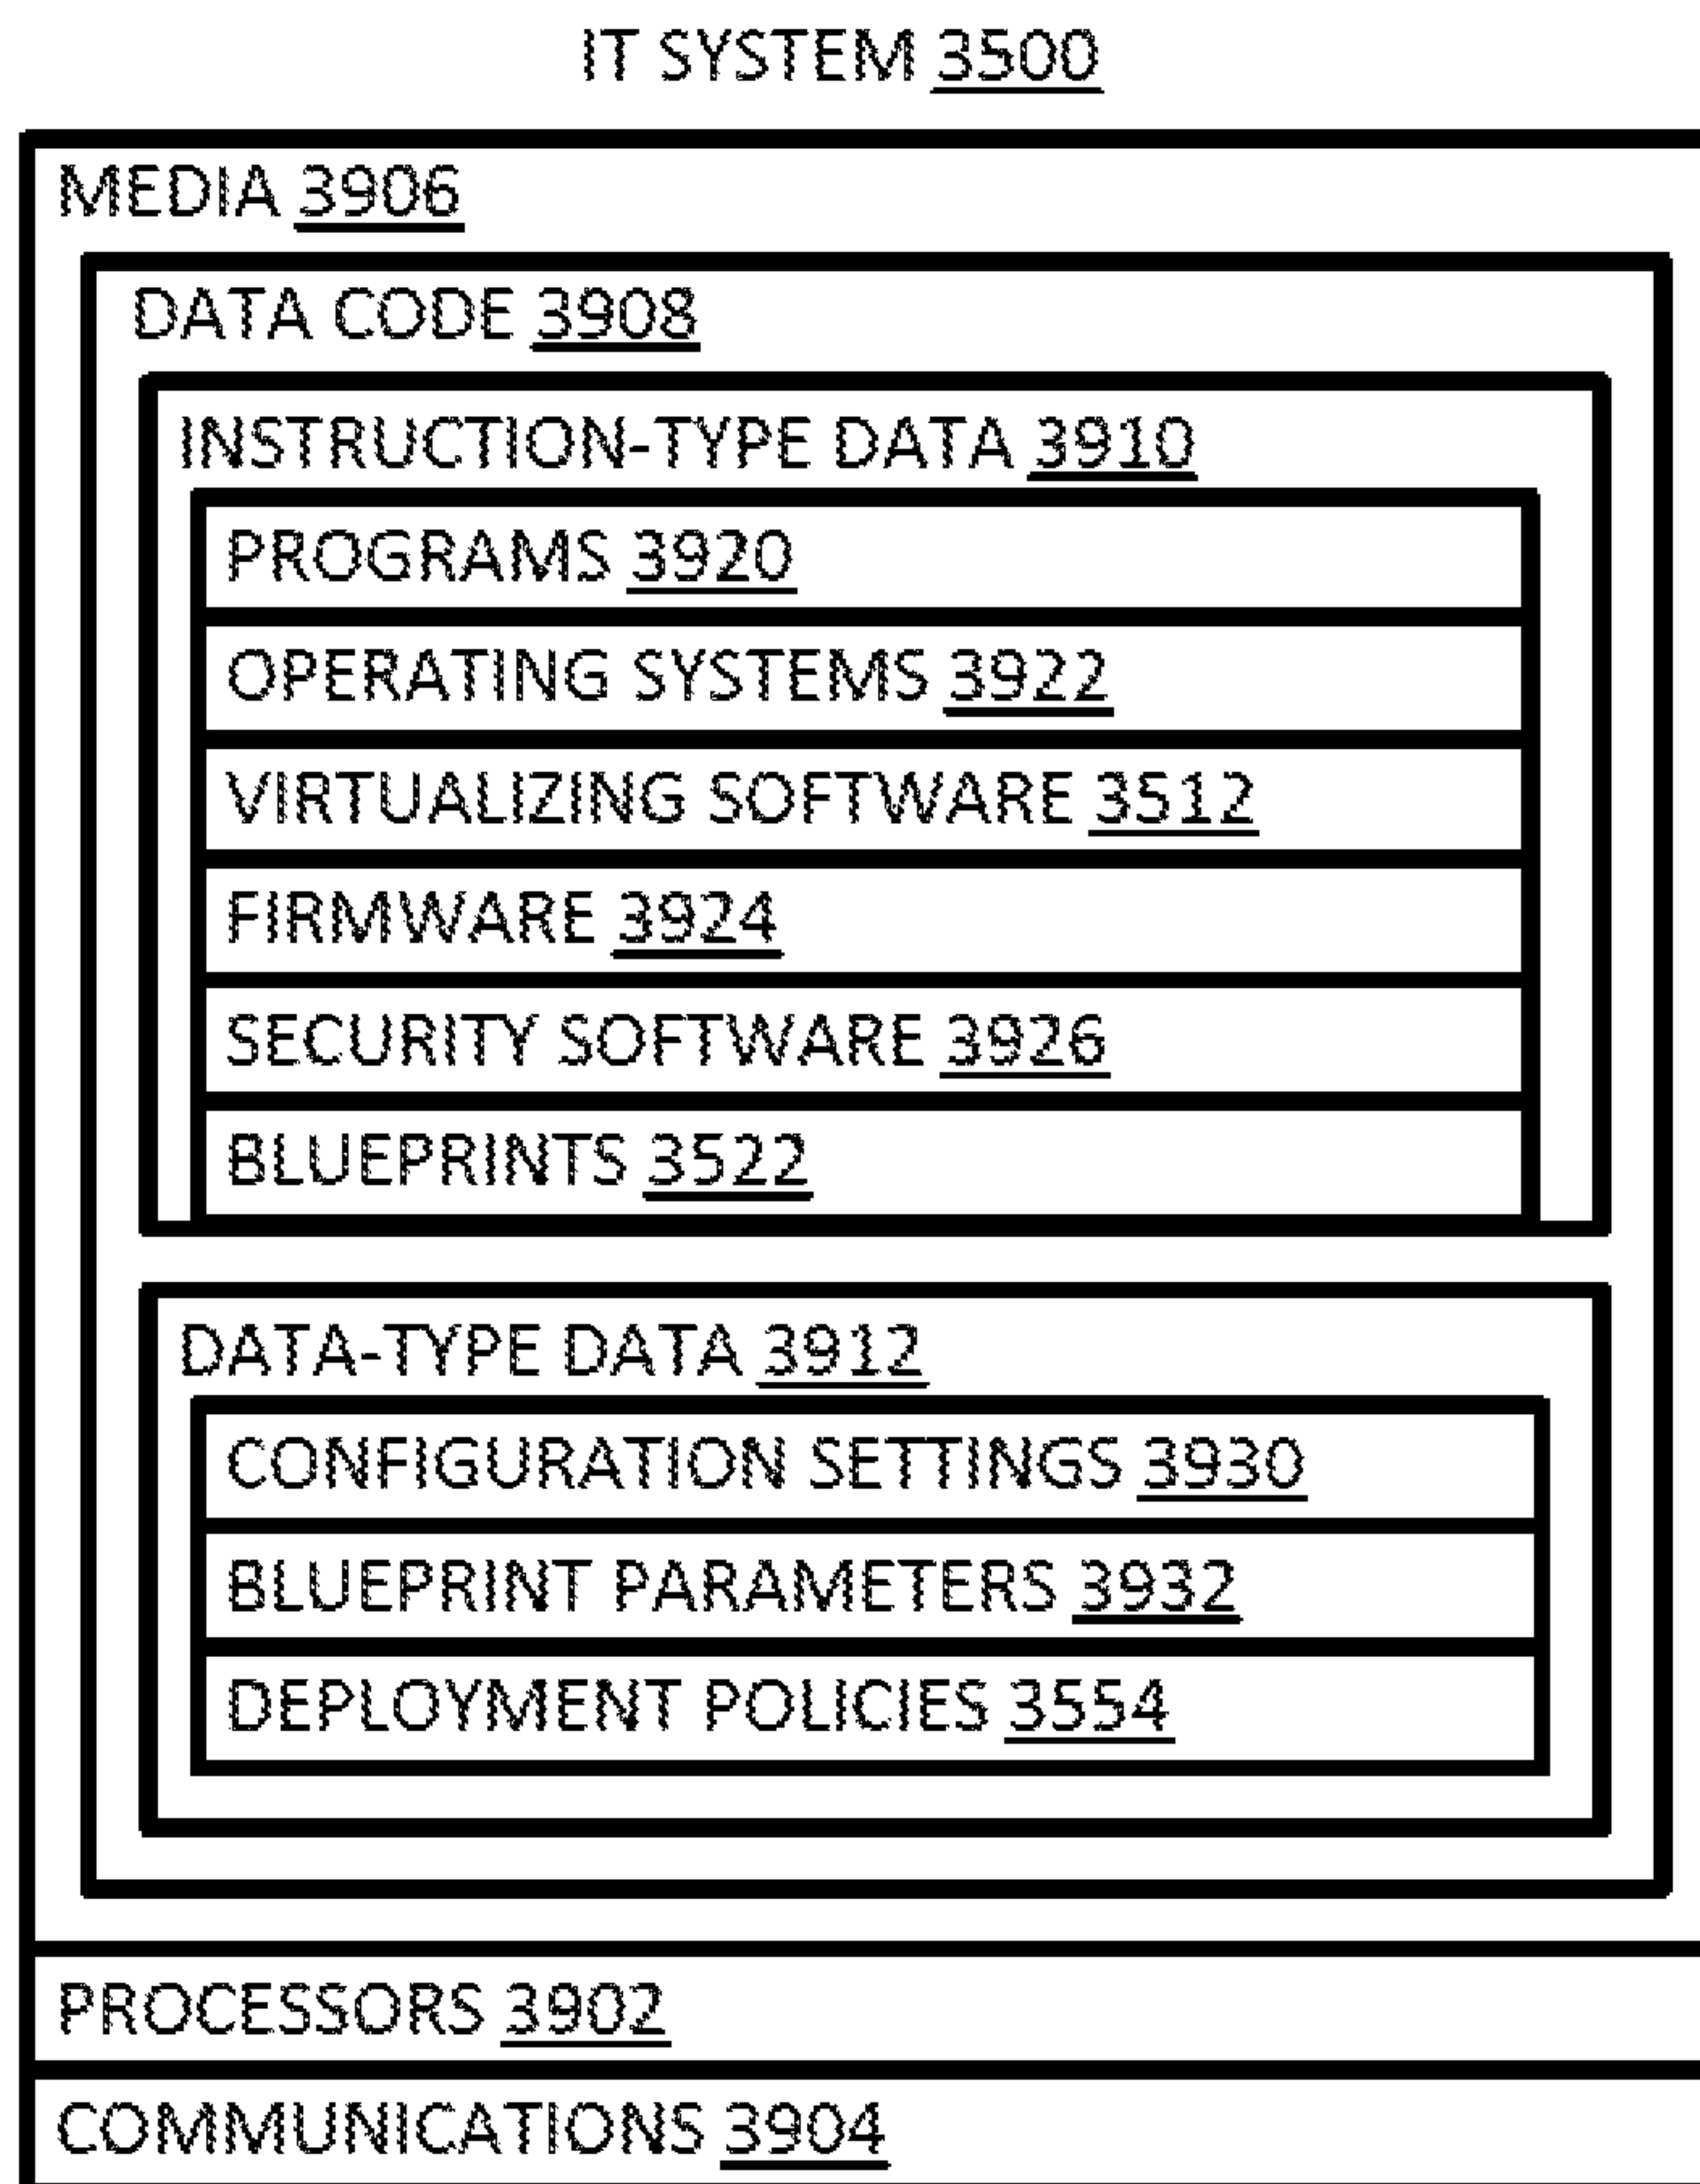 IT SYSTEM 3500
MEDIA 3906
DATA CODE 3908
INSTRUCTION-TYPE DATA 3910
PROGRAMS 3920
OPERATING SYSTEMS 3922
VIRTUALIZING SOFTWARE 3512
FIRMWARE 3924
SECURITY SOFTWARE 3926
BLUEPRINTS 3522
DATA-TYPE DATA 3912
CONFIGURATION SETTINGS 3930
BLUEPRINT PARAMETERS 3932
DEPLOYMENT POLICIES 3554
PROCESSORS 3902
COMMUNICATIONS 3904